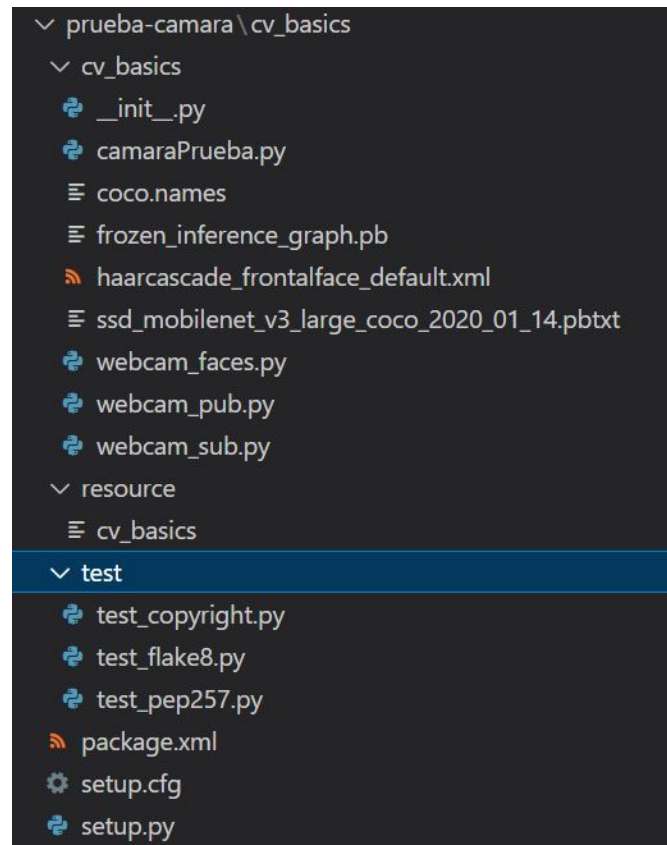 prueba-camara\cv_basics
cv_basics
__init__.py
camaraPrueba.py
coco.names
frozen_inference_graph.pb
haarcascade_frontalface_default.xml
ssd_mobilenet_v3_large_coco_2020_01_14.pbtxt
webcam_faces.py
webcam_pub.py
webcam_sub.py
resource
cv_basics
test
test_copyright.py
test_flake8.py
test_pep257.py
package.xml
setup.cfg
setup.py